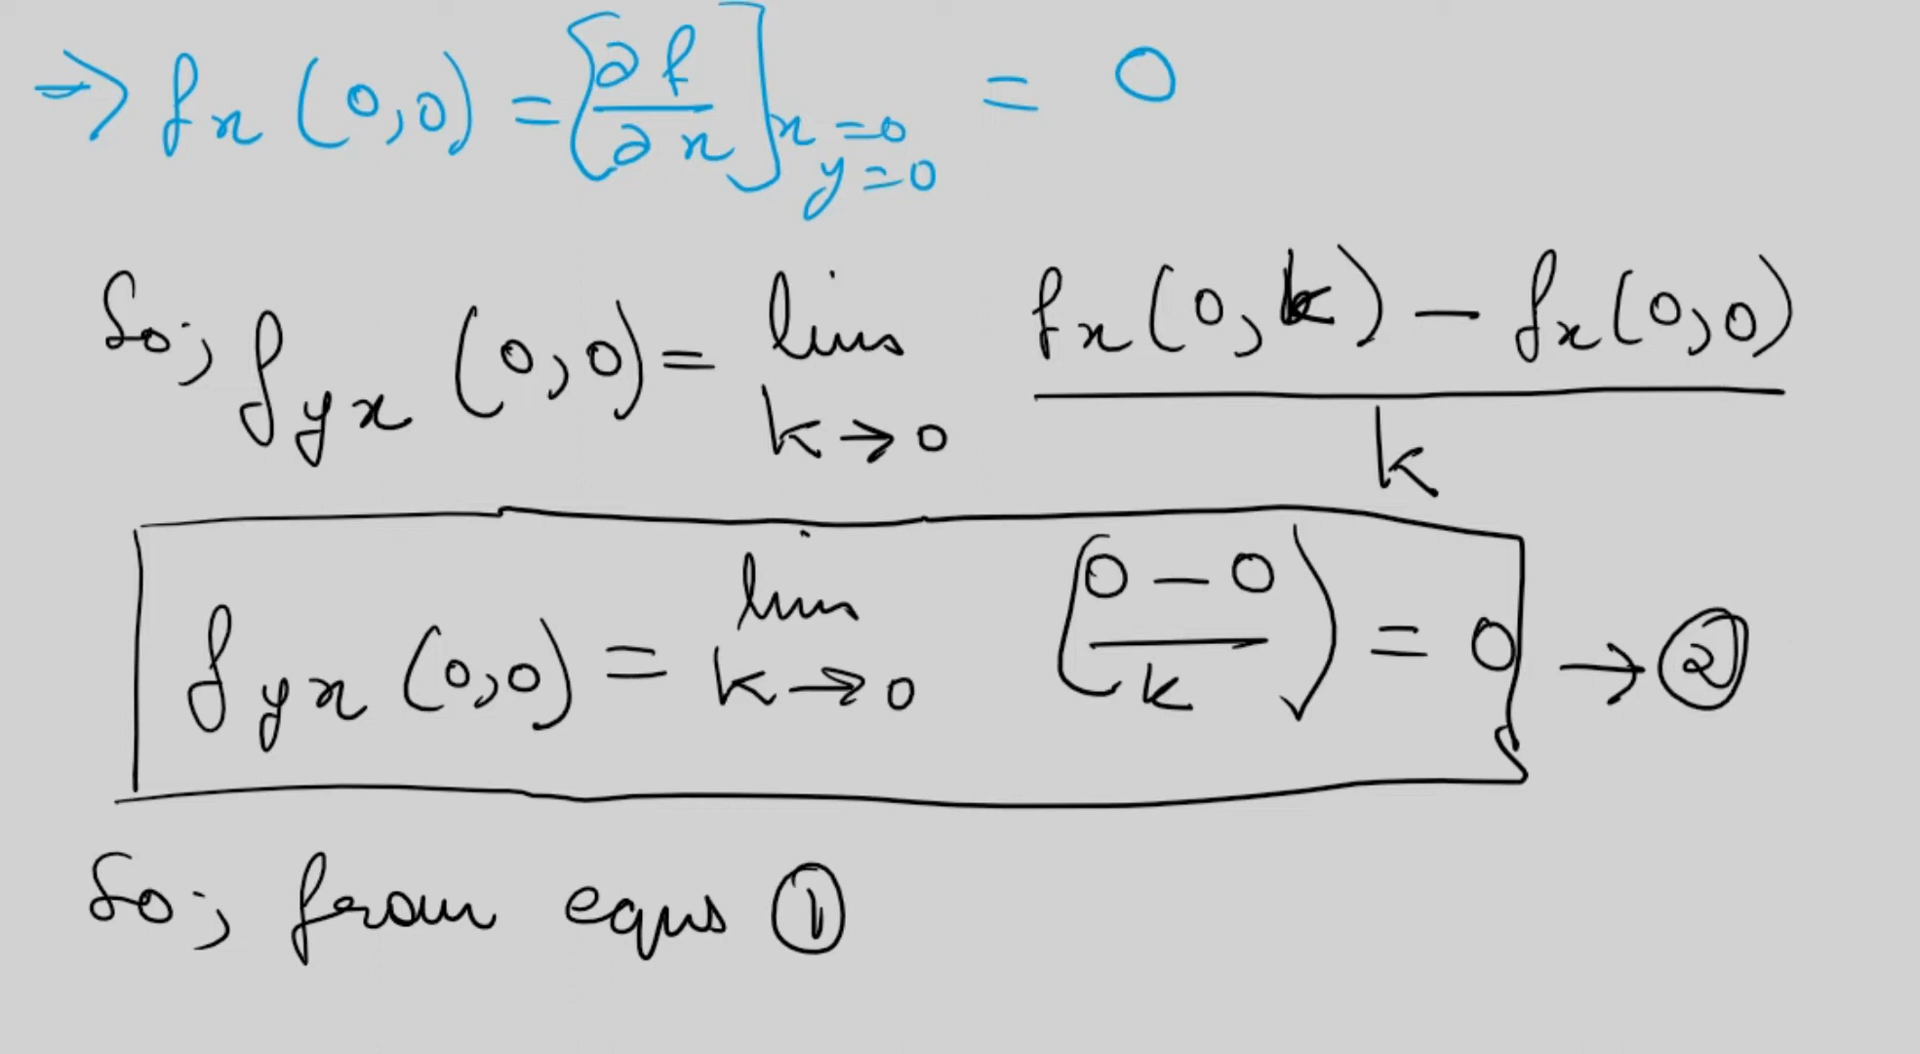 ⇒ fx (0,0) = [∂f/∂x] x=0 y=0 = 0
So; fyx (0,0) = lim k→0 (fx(0,k) − fx(0,0))/k
fyx (0,0) = lim k→0 ((0−0)/k) = 0 → ②
So; from eqns ①